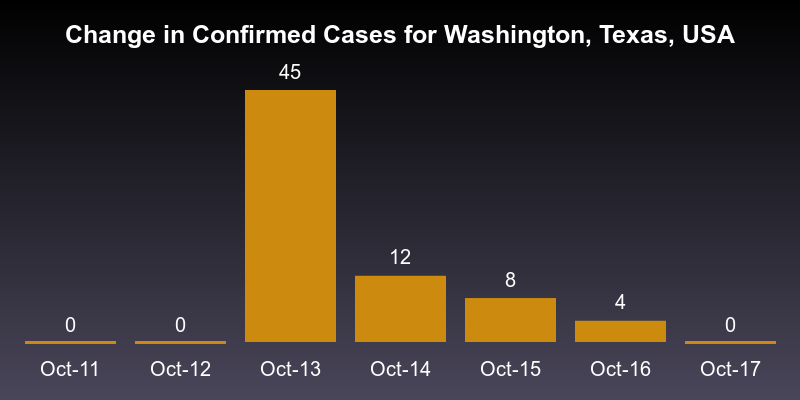 Change in Confirmed Cases for Washington, Texas, USA
45
12
8
4
0 0 0
Oct-11 Oct-12 Oct-13 Oct-14 Oct-15 Oct-16 Oct-17